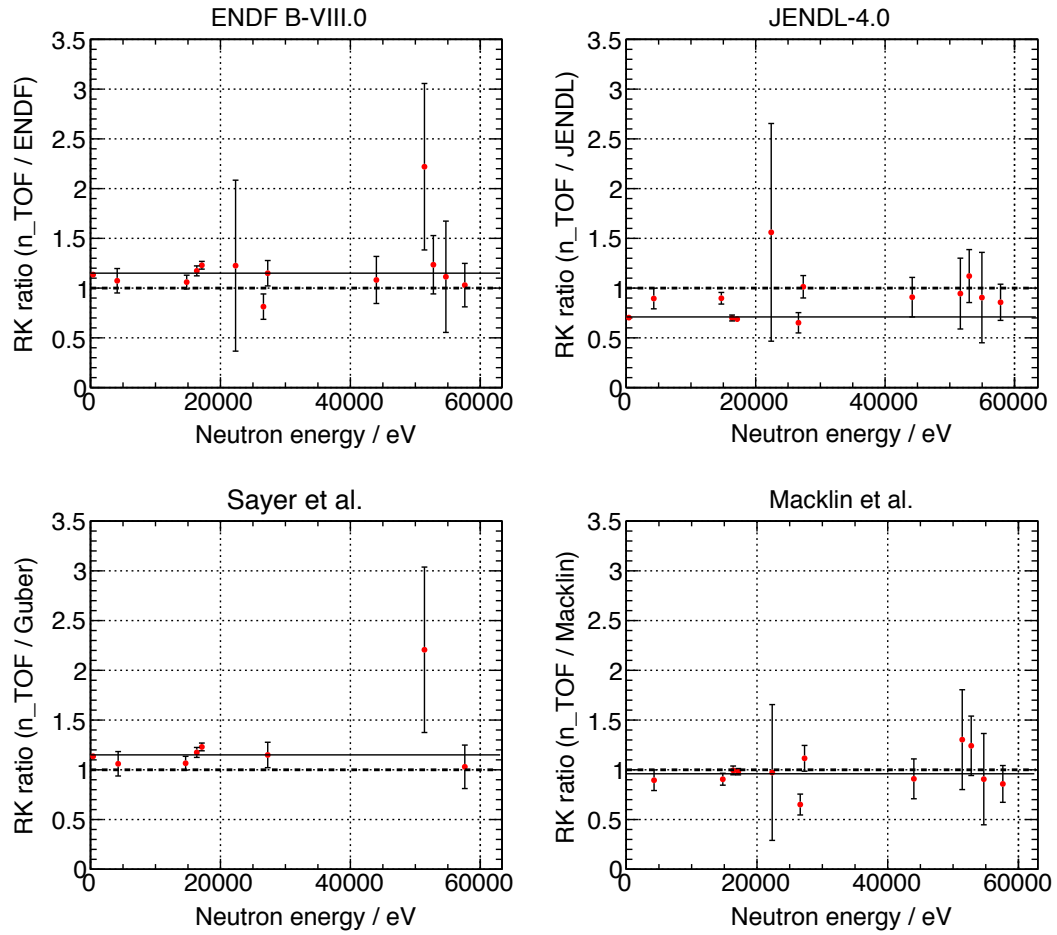 ENDF B-VIII.0
RK ratio (n_TOF / ENDF)
3.5
3
2.5
2
1.5
1
0.5
0
0 20000 40000 60000
Neutron energy / eV
JENDL-4.0
RK ratio (n_TOF / JENDL)
3.5
3
2.5
2
1.5
1
0.5
0
0 20000 40000 60000
Neutron energy / eV
Sayer et al.
RK ratio (n_TOF / Guber)
3.5
3
2.5
2
1.5
1
0.5
0
0 20000 40000 60000
Neutron energy / eV
Macklin et al.
RK ratio (n_TOF / Macklin)
3.5
3
2.5
2
1.5
1
0.5
0
0 20000 40000 60000
Neutron energy / eV